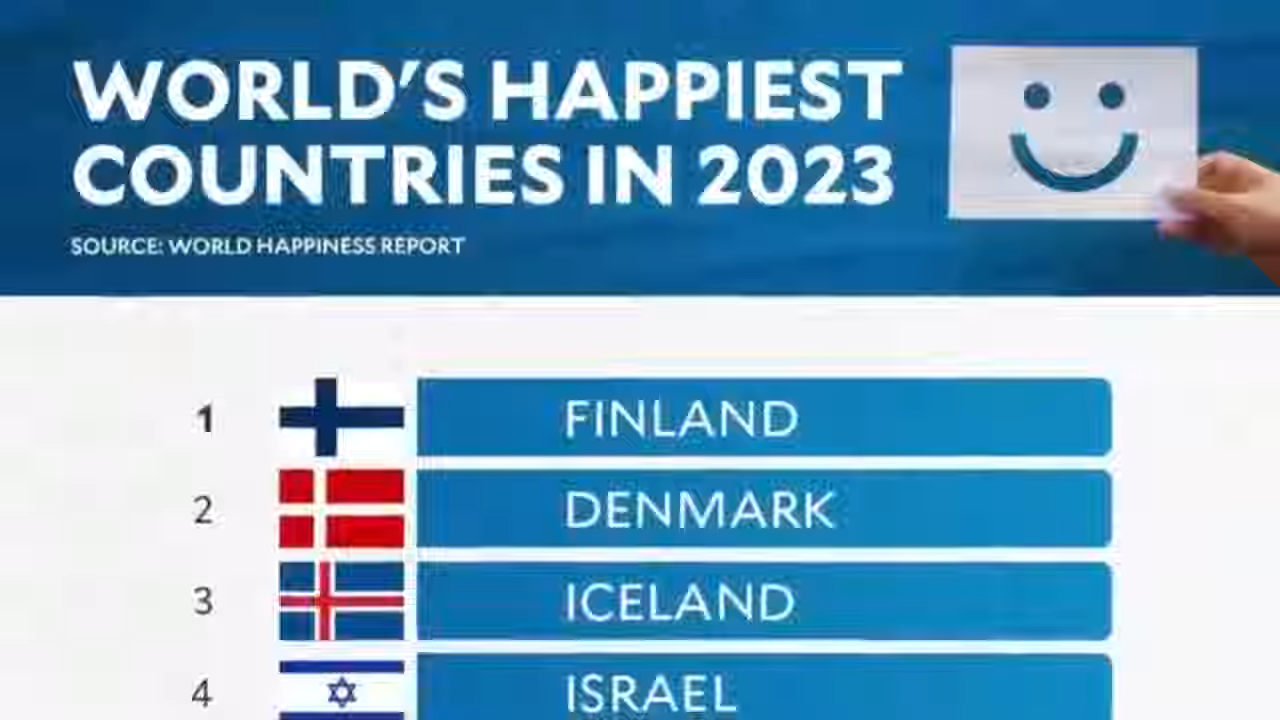 WORLD'S HAPPIEST
COUNTRIES IN 2023
SOURCE: WORLD HAPPINESS REPORT
1 FINLAND
2 DENMARK
3 ICELAND
4 ISRAEL